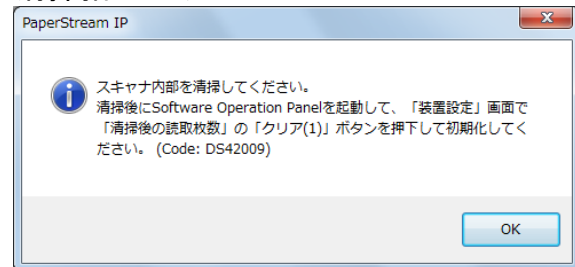 PaperStream IP
スキャナ内部を清掃してください。
清掃後にSoftware Operation Panelを起動して、「装置設定」画面で
「清掃後の読取枚数」の「クリア(1)」ボタンを押下して初期化してく
ださい。 (Code: DS42009)
OK